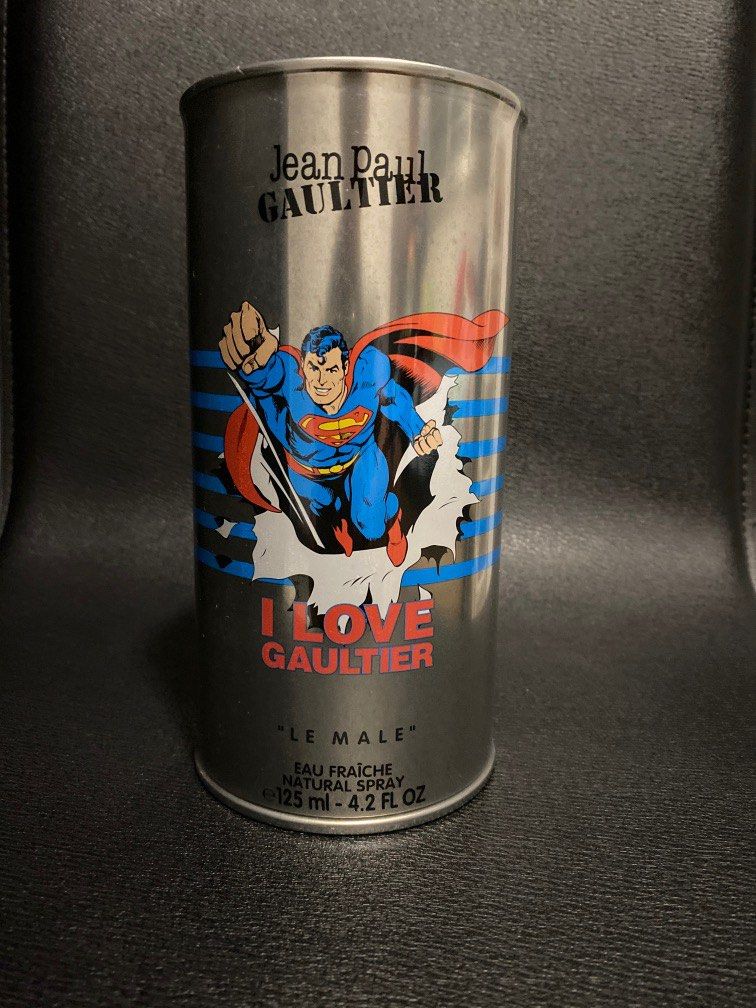 Jean Paul
GAULTIER
I LOVE
GAULTIER
"LE MALE"
EAU FRAÎCHE
NATURAL SPRAY
℮125 ml - 4.2 FL OZ